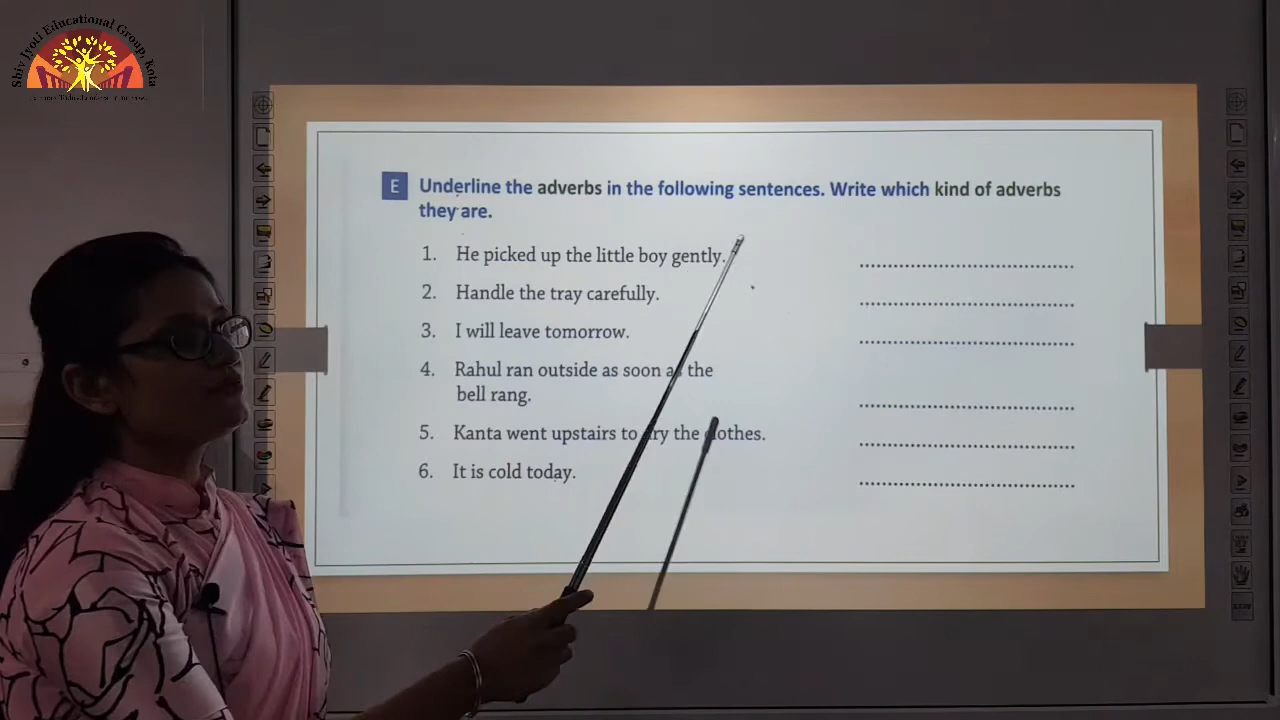 Shiv Jyoti Educational Group, Kota
E Underline the adverbs in the following sentences. Write which kind of adverbs
they are.
1. He picked up the little boy gently.
2. Handle the tray carefully.
3. I will leave tomorrow.
4. Rahul ran outside as soon as the
bell rang.
5. Kanta went upstairs to dry the clothes.
6. It is cold today.